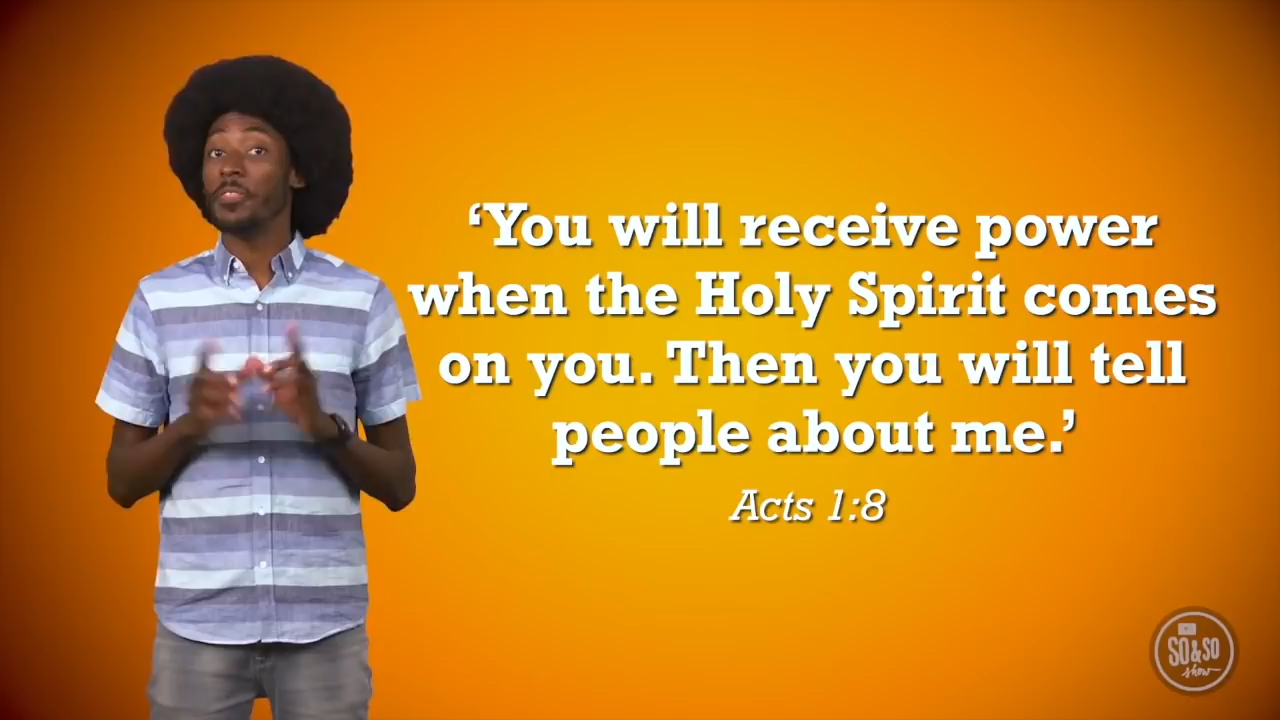 ‘You will receive power
when the Holy Spirit comes
on you. Then you will tell
people about me.’
Acts 1:8
SO&SO
show